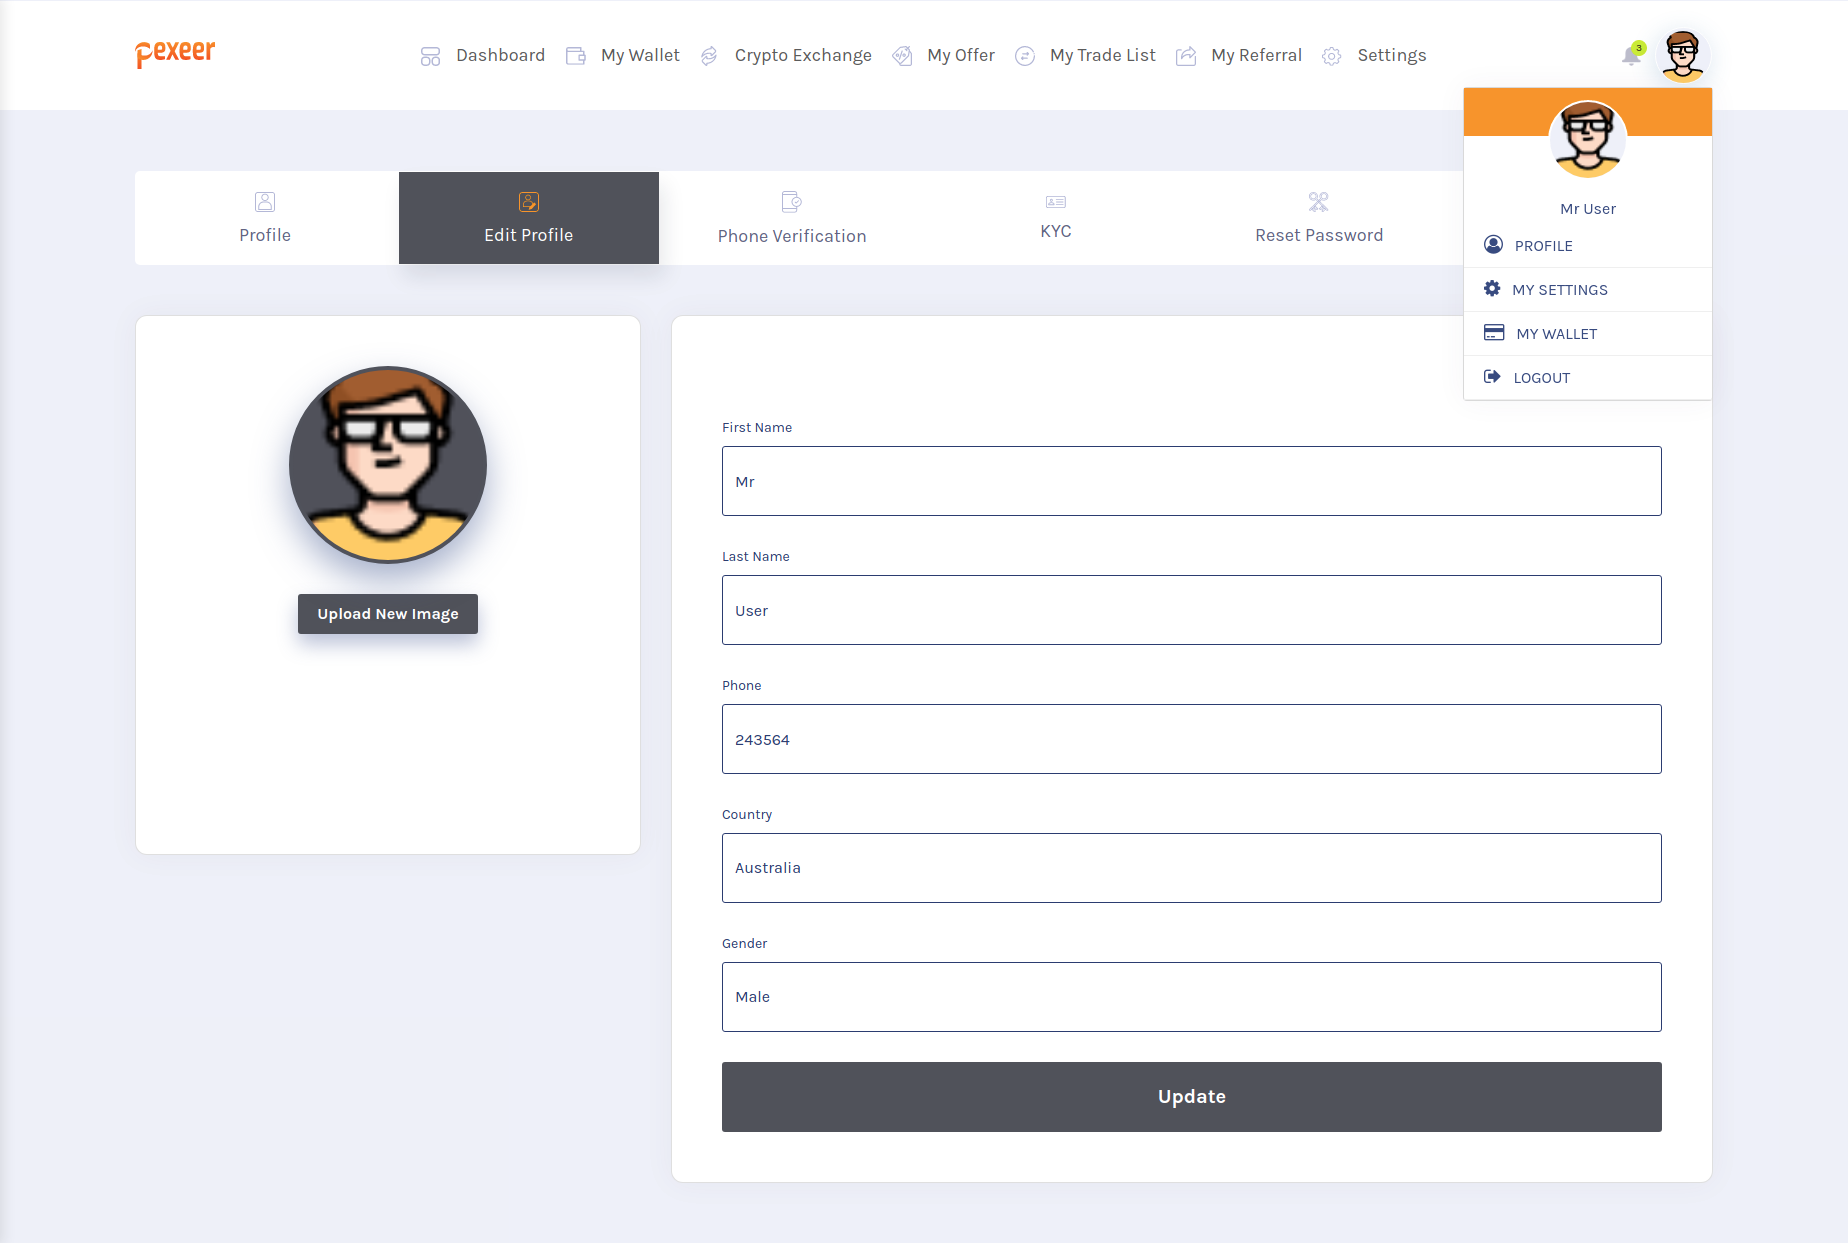 Pexeer
Dashboard
My Wallet
Crypto Exchange
My Offer
My Trade List
My Referral
Settings
3
Mr User
PROFILE
MY SETTINGS
MY WALLET
LOGOUT
Profile
Edit Profile
Phone Verification
KYC
Reset Password
Upload New Image
First Name
Mr
Last Name
User
Phone
243564
Country
Australia
Gender
Male
Update